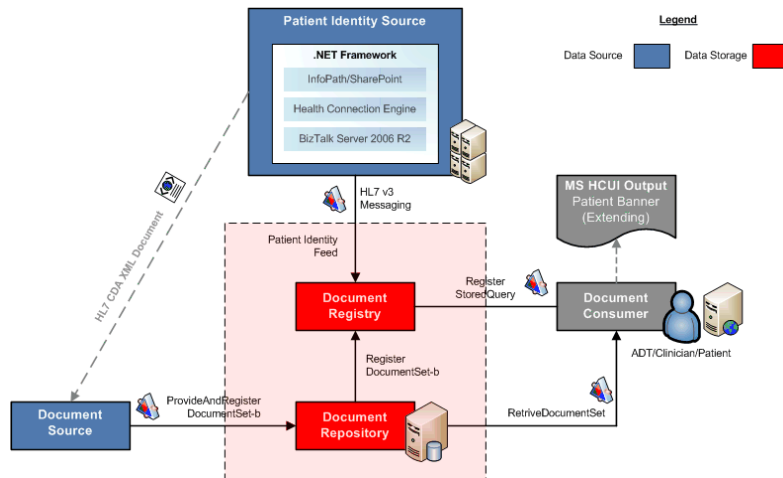 Patient Identity Source
.NET Framework
InfoPath/SharePoint
Health Connection Engine
BizTalk Server 2006 R2
Legend
Data Source
Data Storage
HL7 v3
Messaging
MS HCUI Output
Patient Banner
(Extending)
HL7 CDA XML Document
Patient Identity
Feed
Register
StoredQuery
Document
Registry
Document
Consumer
ADT/Clinician/Patient
Register
DocumentSet-b
ProvideAndRegister
DocumentSet-b
Document
Source
Document
Repository
RetriveDocumentSet